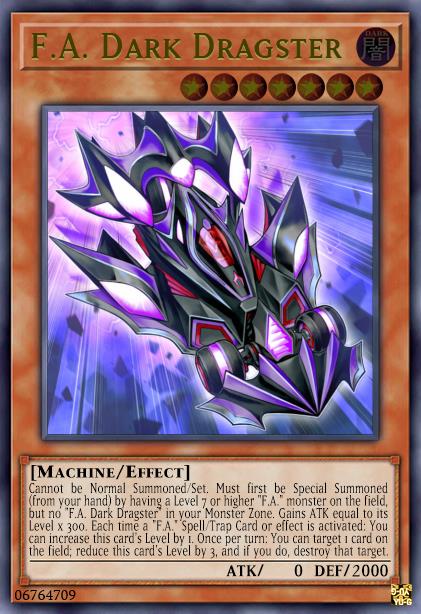 F.A. Dark Dragster
DARK
闇
[Machine/Effect]
Cannot be Normal Summoned/Set. Must first be Special Summoned
(from your hand) by having a Level 7 or higher "F.A." monster on the field,
but no "F.A. Dark Dragster" in your Monster Zone. Gains ATK equal to its
Level x 300. Each time a "F.A." Spell/Trap Card or effect is activated: You
can increase this card's Level by 1. Once per turn: You can target 1 card
on the field; reduce this card's Level by 3, and if you do, destroy that target.
ATK/ 0 DEF/2000
06764709